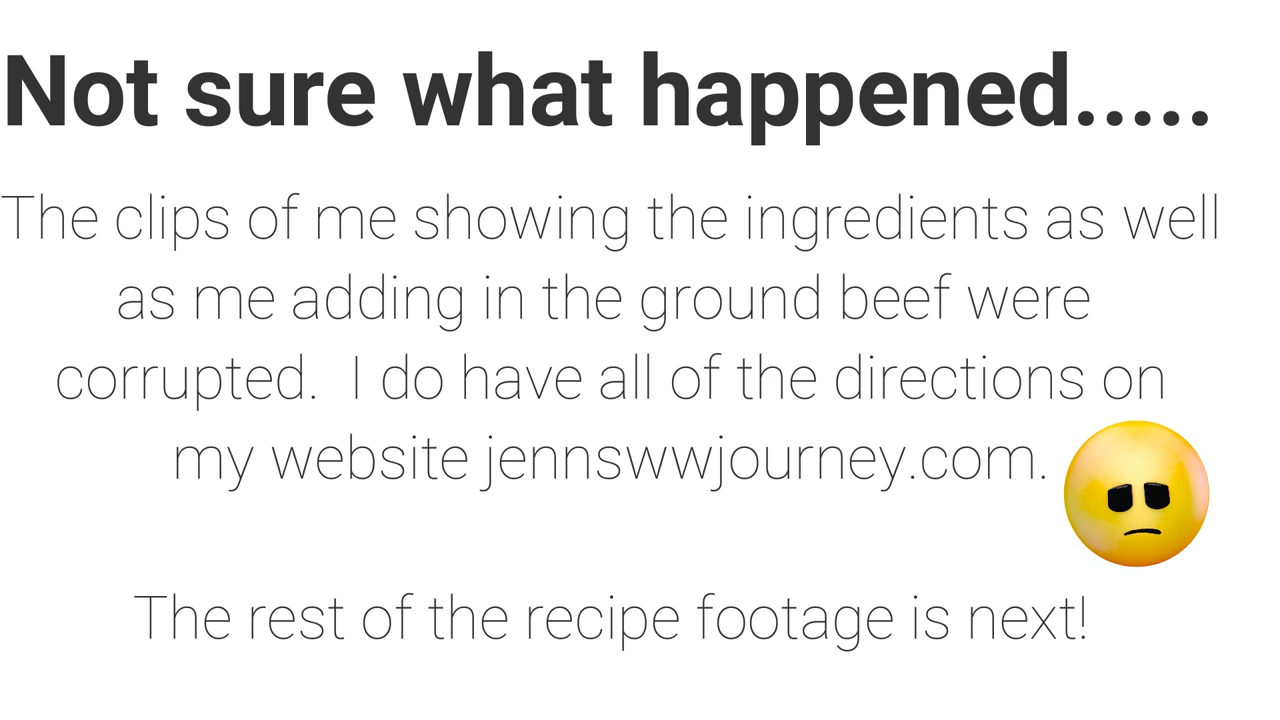 Not sure what happened.....
The clips of me showing the ingredients as well
as me adding in the ground beef were
corrupted.  I do have all of the directions on
my website jennswwjourney.com.
The rest of the recipe footage is next!